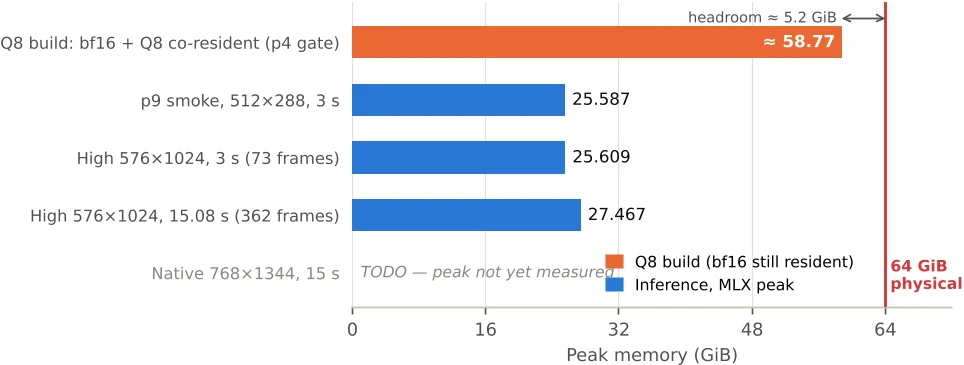 headroom ≈ 5.2 GiB
Q8 build: bf16 + Q8 co-resident (p4 gate)
≈ 58.77
p9 smoke, 512×288, 3 s
25.587
High 576×1024, 3 s (73 frames)
25.609
High 576×1024, 15.08 s (362 frames)
27.467
Native 768×1344, 15 s
TODO — peak not yet measured
Q8 build (bf16 still resident)
Inference, MLX peak
64 GiB
physical
0
16
32
48
64
Peak memory (GiB)